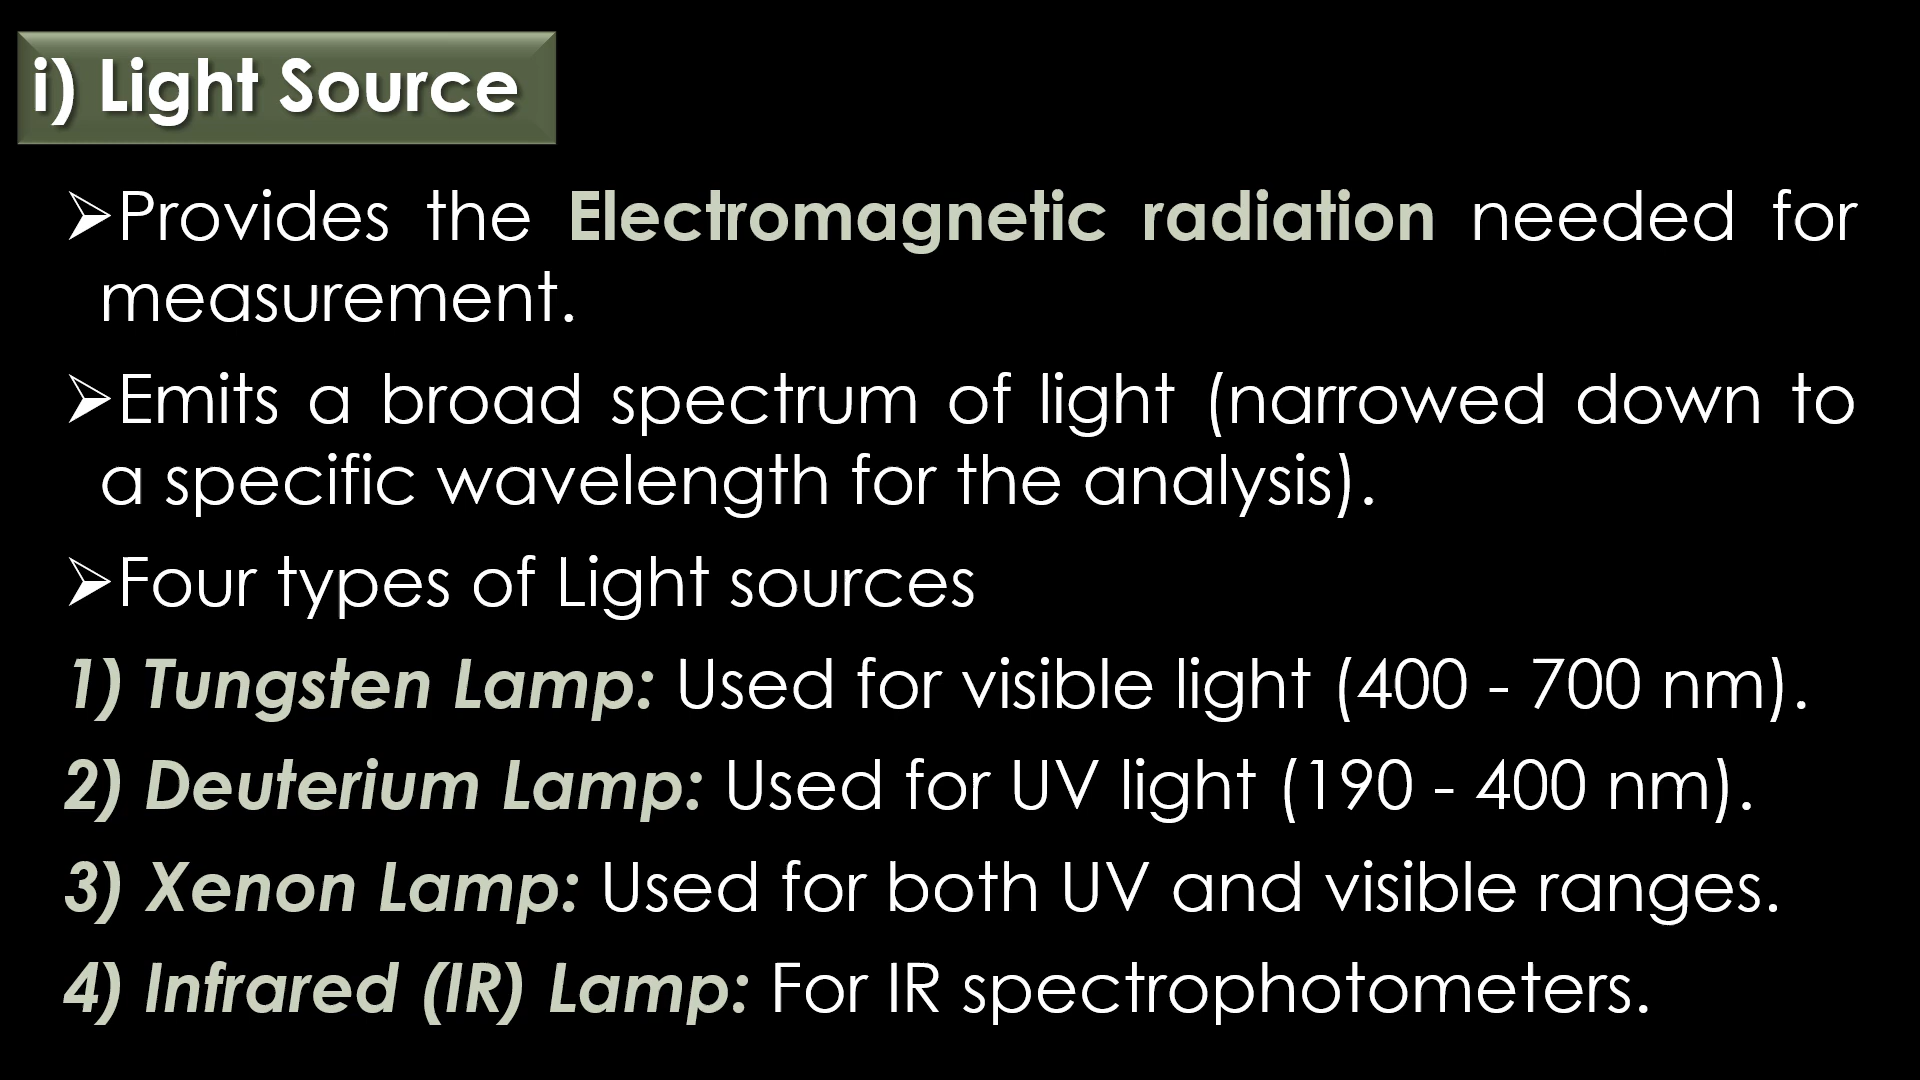 i) Light Source
➢Provides the Electromagnetic radiation needed for
measurement.
➢Emits a broad spectrum of light (narrowed down to
a specific wavelength for the analysis).
➢Four types of Light sources
1) Tungsten Lamp: Used for visible light (400 - 700 nm).
2) Deuterium Lamp: Used for UV light (190 - 400 nm).
3) Xenon Lamp: Used for both UV and visible ranges.
4) Infrared (IR) Lamp: For IR spectrophotometers.